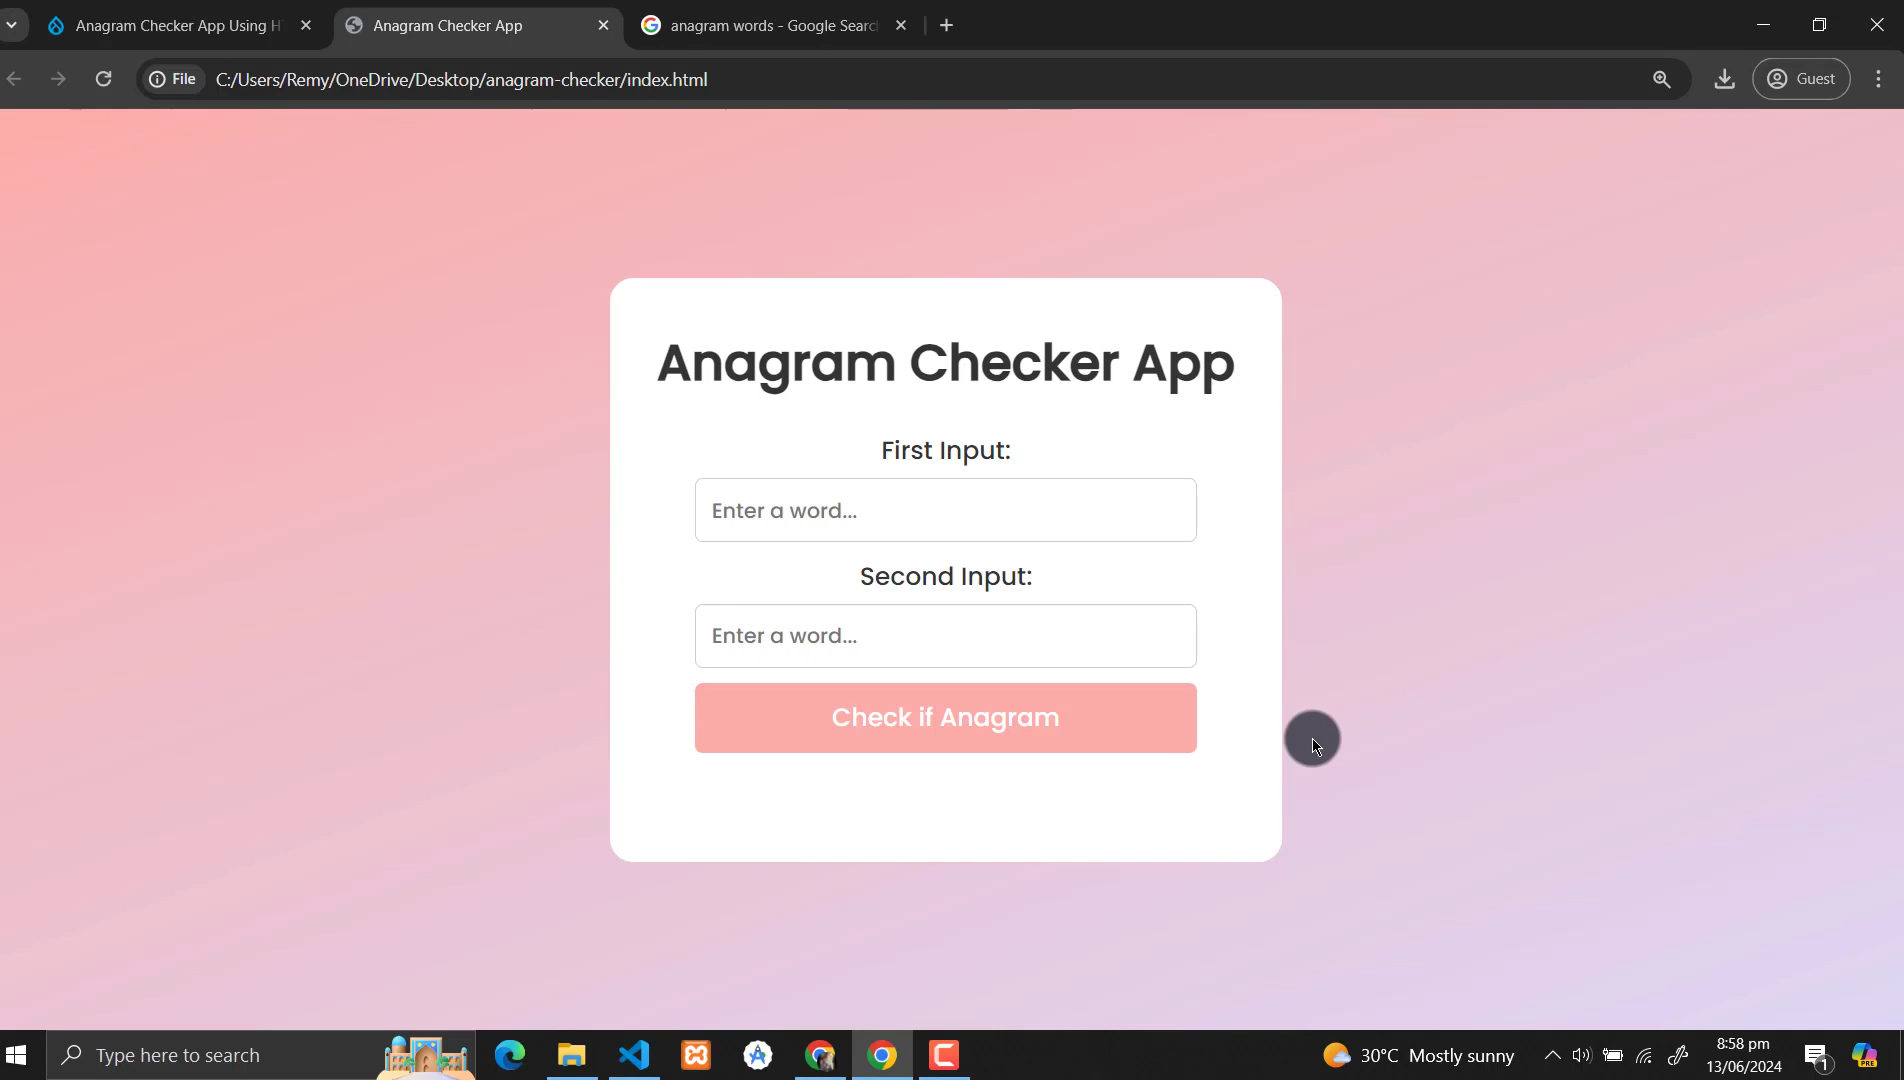 Anagram Checker App Using H
Anagram Checker App
anagram words - Google Searc
File
C:/Users/Remy/OneDrive/Desktop/anagram-checker/index.html
Guest
Anagram Checker App
First Input:
Enter a word...
Second Input:
Enter a word...
Check if Anagram
Type here to search
30°C Mostly sunny
8:58 pm
13/06/2024
1
PRE